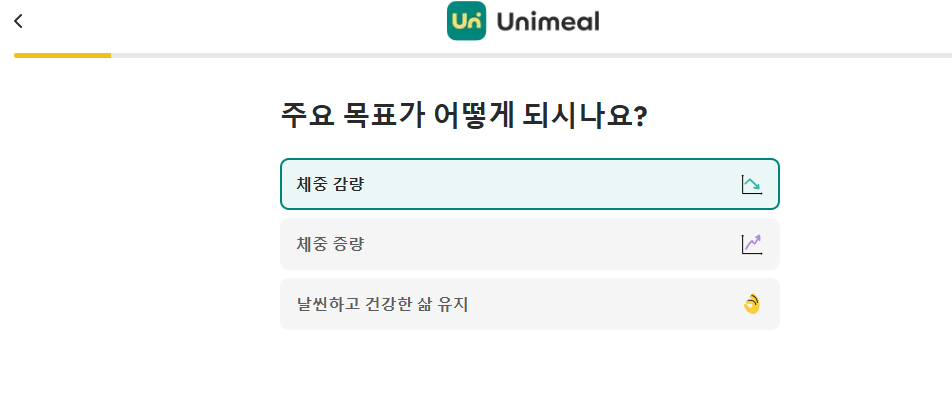 Un Unimeal
주요 목표가 어떻게 되시나요?
체중 감량
체중 증량
날씬하고 건강한 삶 유지